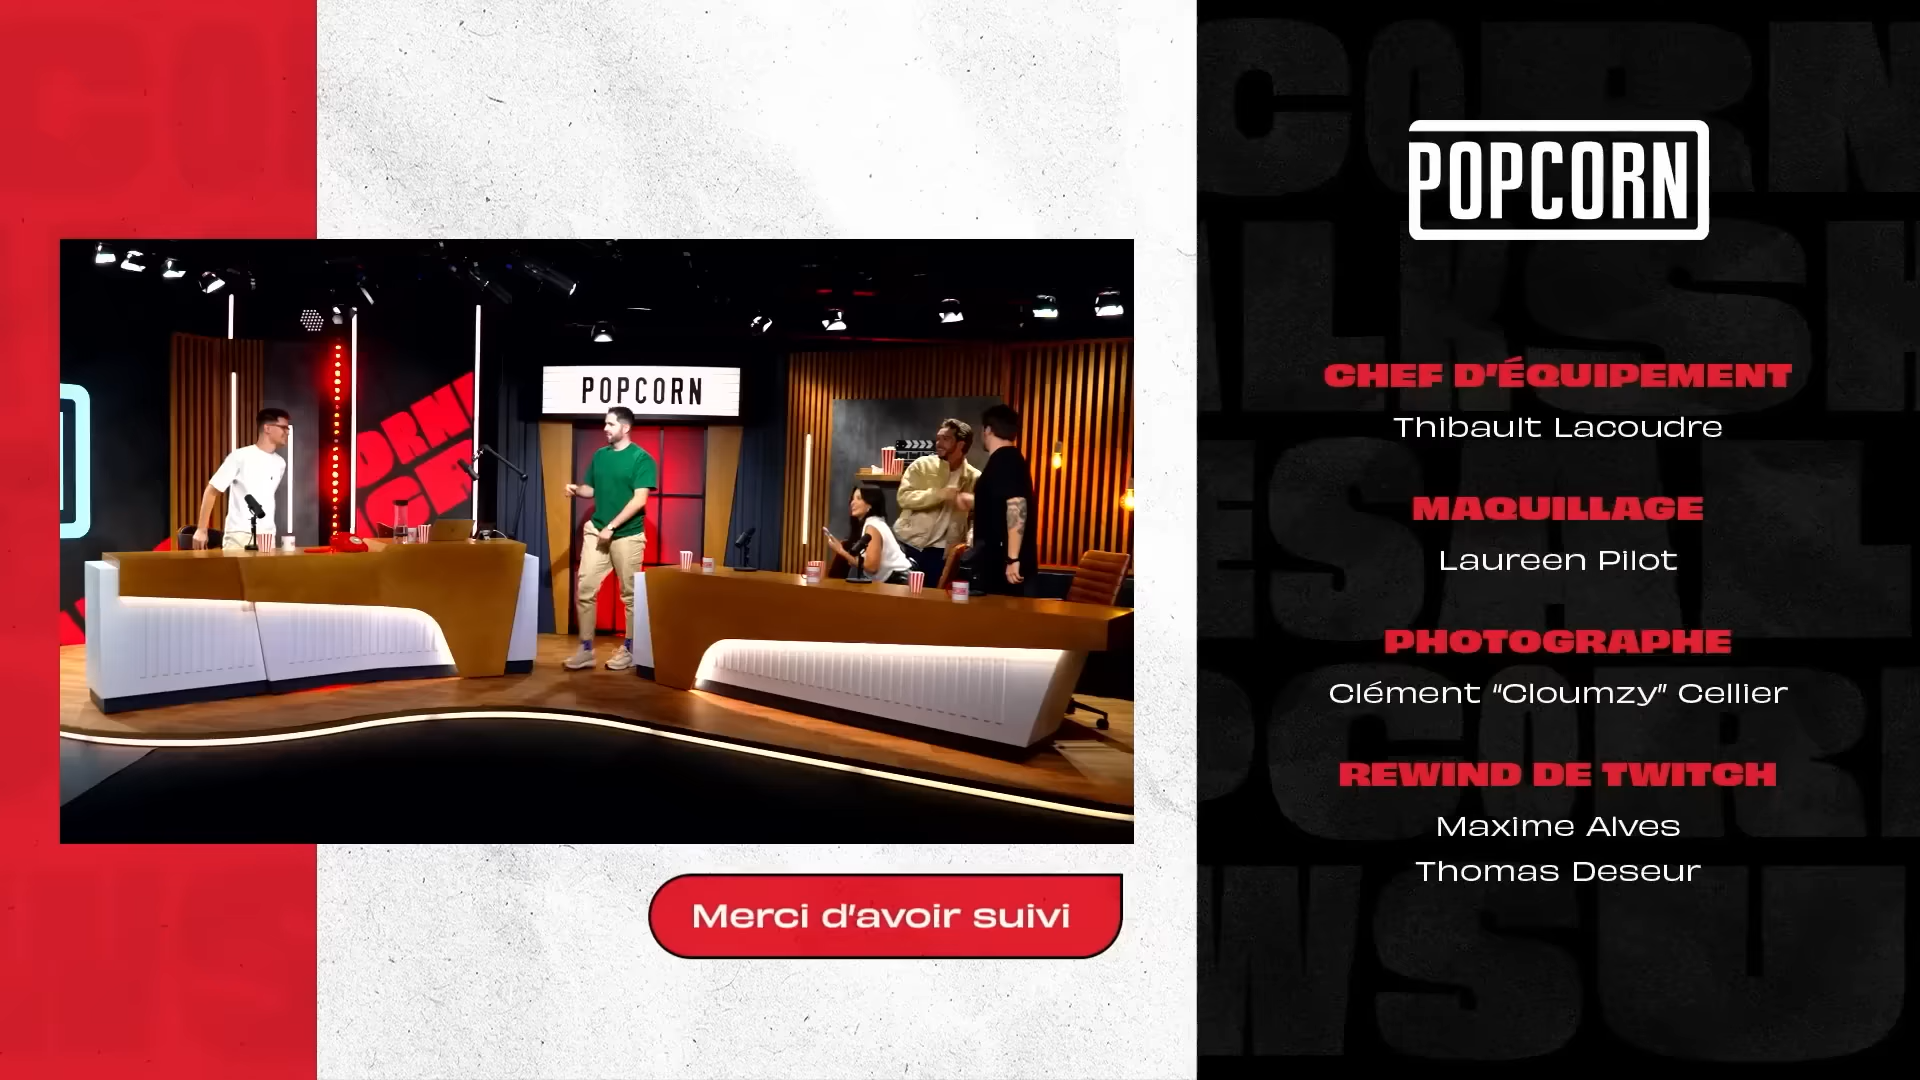 POPCORN
POPCORN
CHEF D'ÉQUIPEMENT
Thibault Lacoudre
MAQUILLAGE
Laureen Pilot
PHOTOGRAPHE
Clément "Cloumzy" Cellier
REWIND DE TWITCH
Maxime Alves
Thomas Deseur
Merci d'avoir suivi